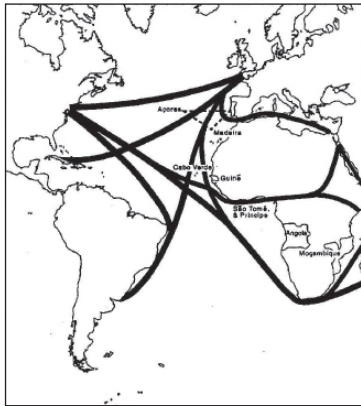 Açores
Madeira
Cabo Verde
Guiné
São Tomé
& Príncipe
Angola
Moçambique